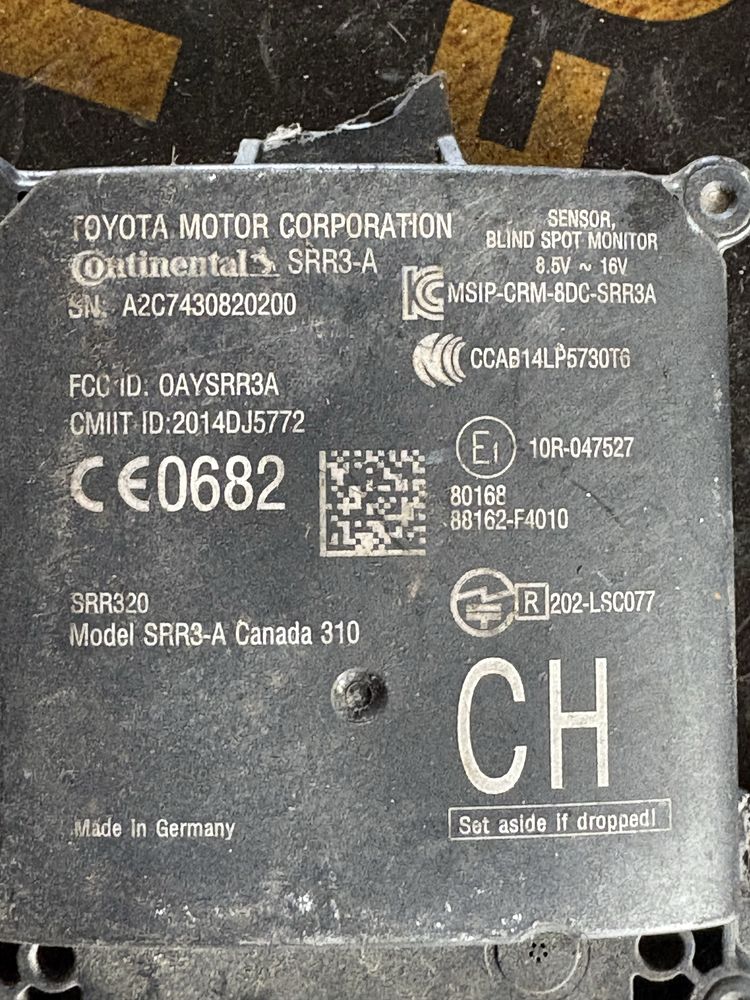 TOYOTA MOTOR CORPORATION
SENSOR,
BLIND SPOT MONITOR
8.5V ~ 16V
Continental SRR3-A
SN. A2C7430820200
KC MSIP-CRM-8DC-SRR3A
CCC CCAB14LP5730T6
FCC ID. OAYSRR3A
CMIIT ID:2014DJ5772
E1 10R-047527
CE0682
80168
88162-F4010
SRR320
R 202-LSC077
Model SRR3-A Canada 310
CH
Made in Germany
Set aside if dropped!